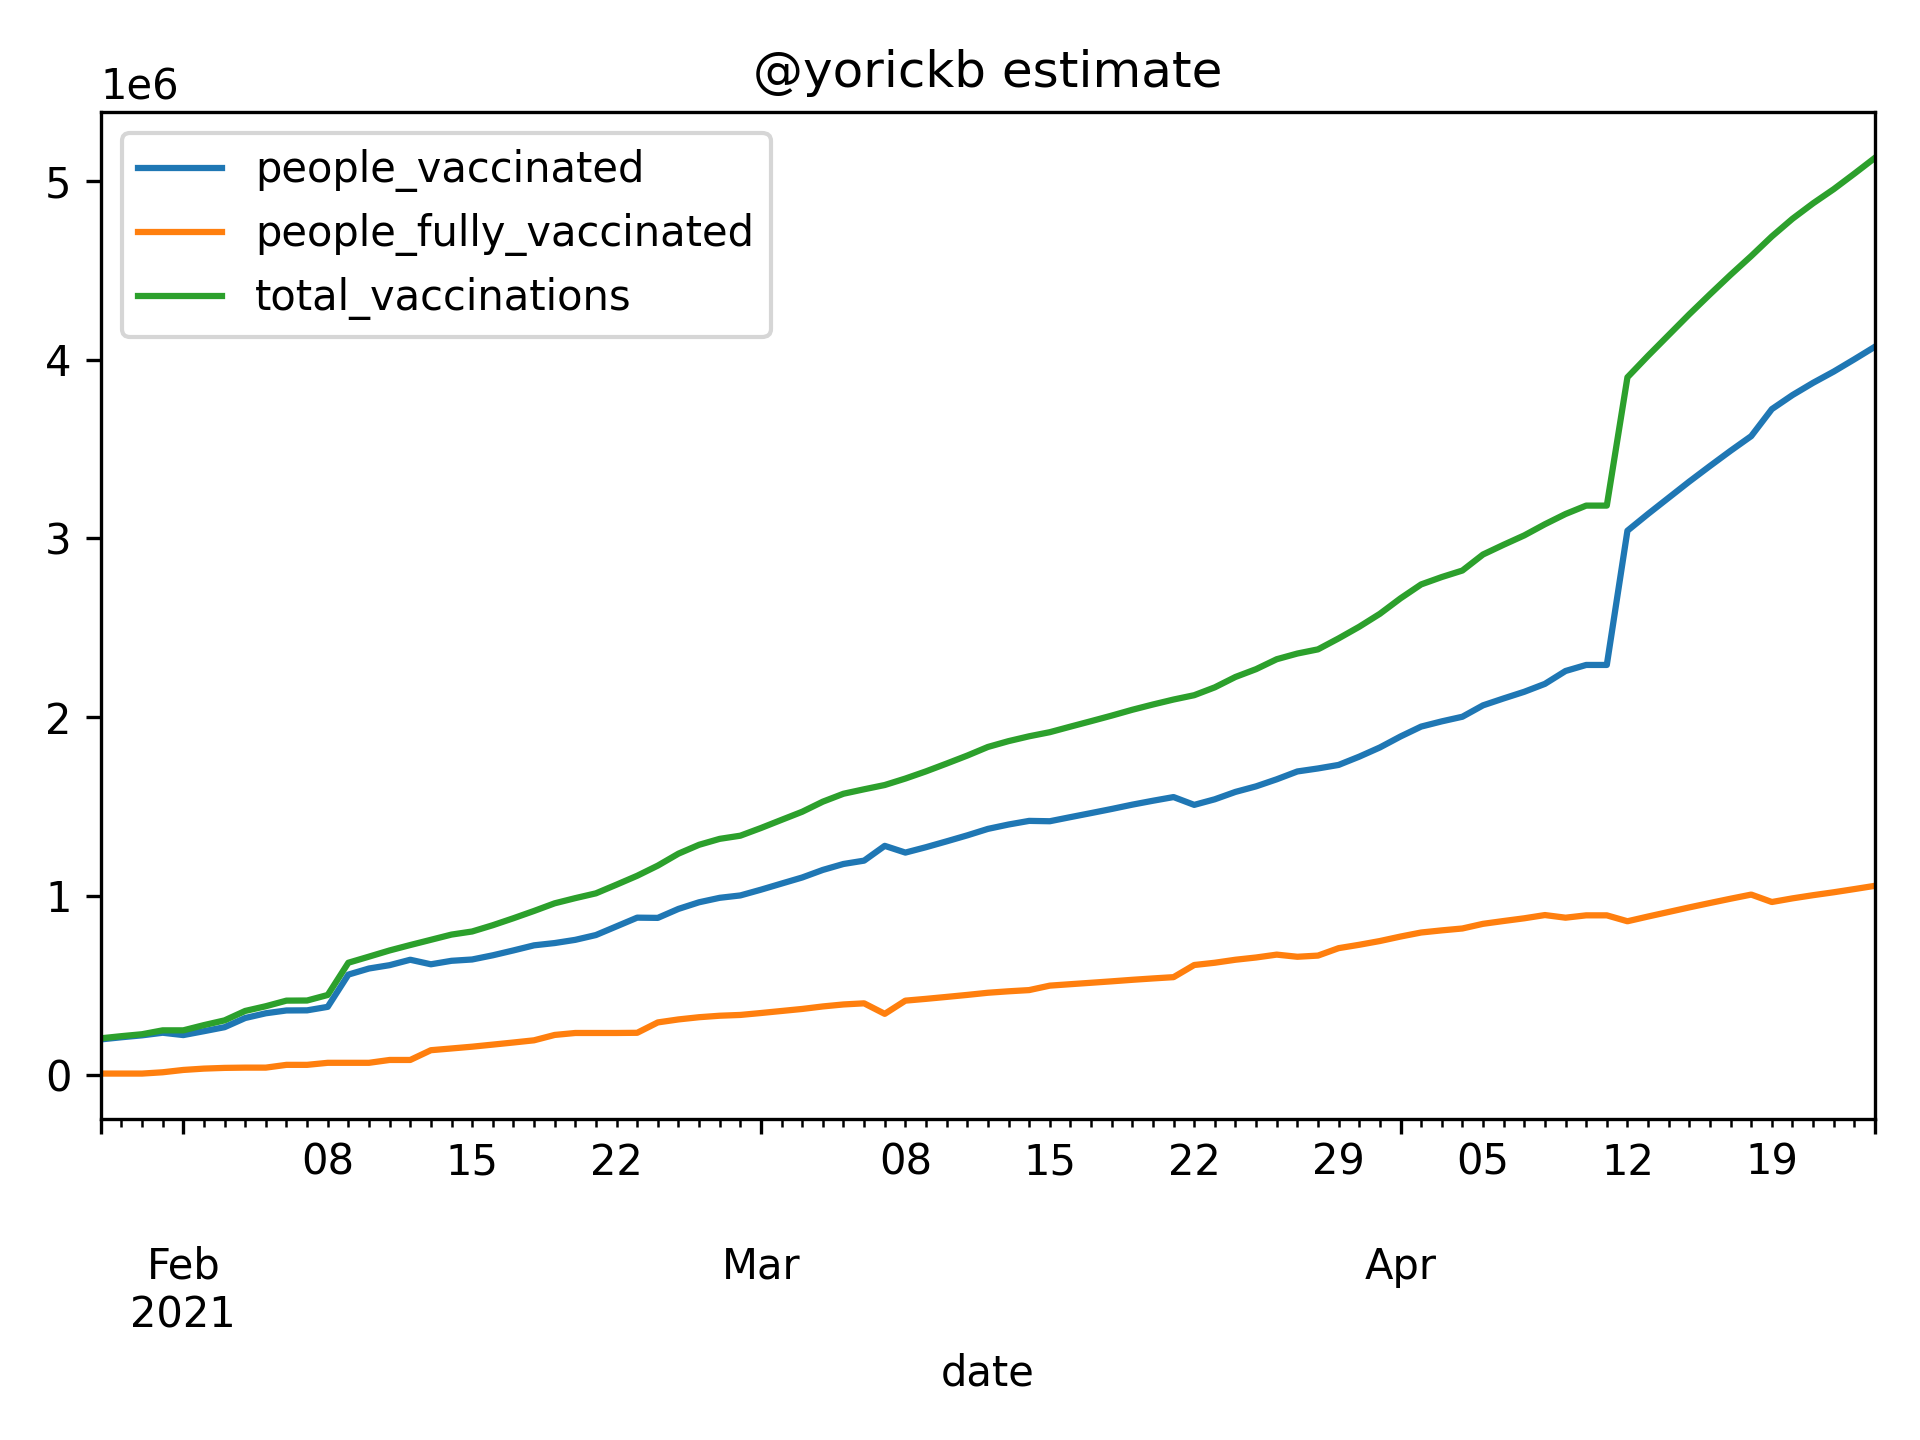 @yorickb estimate
1e6
people_vaccinated
people_fully_vaccinated
total_vaccinations
5
4
3
2
1
0
08 15 22 08 15 22 29 05 12 19
Feb Mar Apr
2021
date